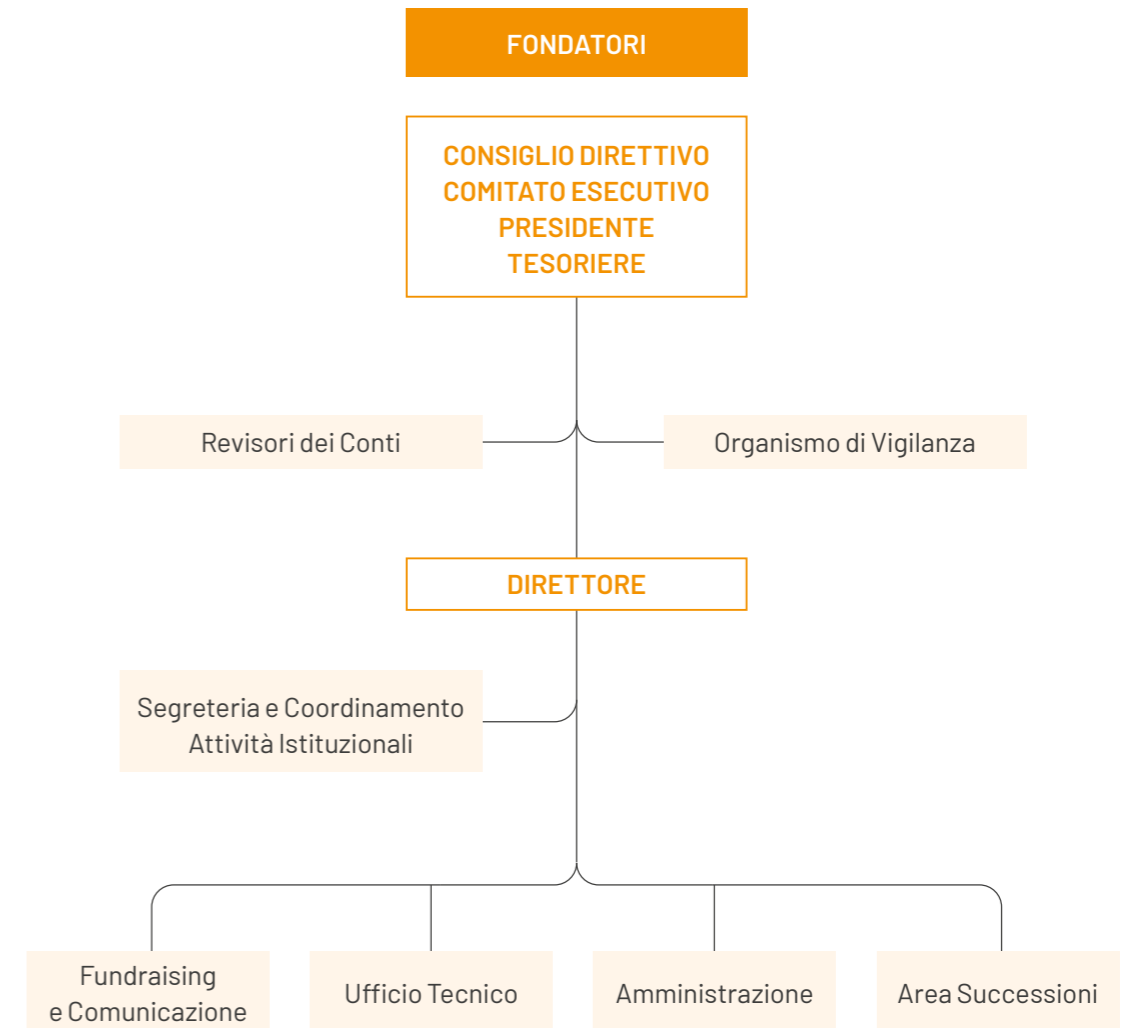 FONDATORI
CONSIGLIO DIRETTIVO
COMITATO ESECUTIVO
PRESIDENTE
TESORIERE
Revisori dei Conti
Organismo di Vigilanza
DIRETTORE
Segreteria e Coordinamento
Attività Istituzionali
Fundraising
e Comunicazione
Ufficio Tecnico
Amministrazione
Area Successioni